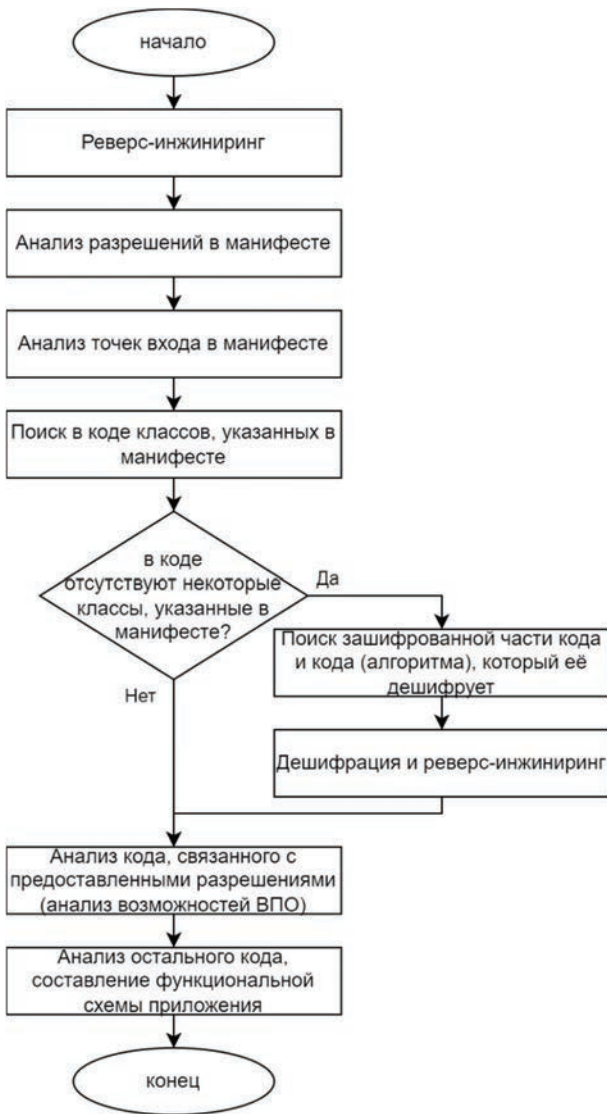 начало
Реверс-инжиниринг
Анализ разрешений в манифесте
Анализ точек входа в манифесте
Поиск в коде классов, указанных в
манифесте
в коде
отсутствуют некоторые
классы, указанные в
манифесте?
Да
Поиск зашифрованной части кода
и кода (алгоритма), который её
дешифрует
Нет
Дешифрация и реверс-инжиниринг
Анализ кода, связанного с
предоставленными разрешениями
(анализ возможностей ВПО)
Анализ остального кода,
составление функциональной
схемы приложения
конец